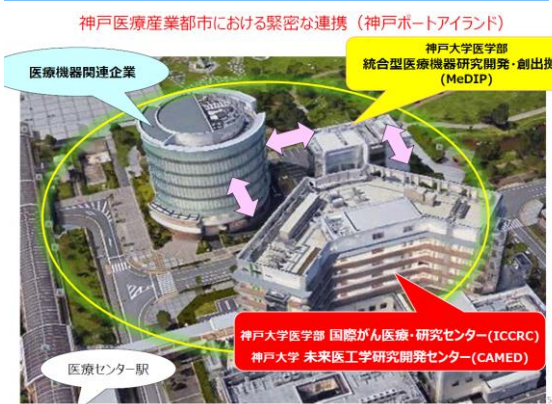 神戸医療産業都市における緊密な連携(神戸ポートアイランド)
医療機器関連企業
神戸大学医学部
統合型医療機器研究開発・創出拠
(MeDIP)
神戸大学医学部 国際がん医療・研究センター(ICCRC)
神戸大学 未来医工学研究開発センター(CAMED)
医療センター駅